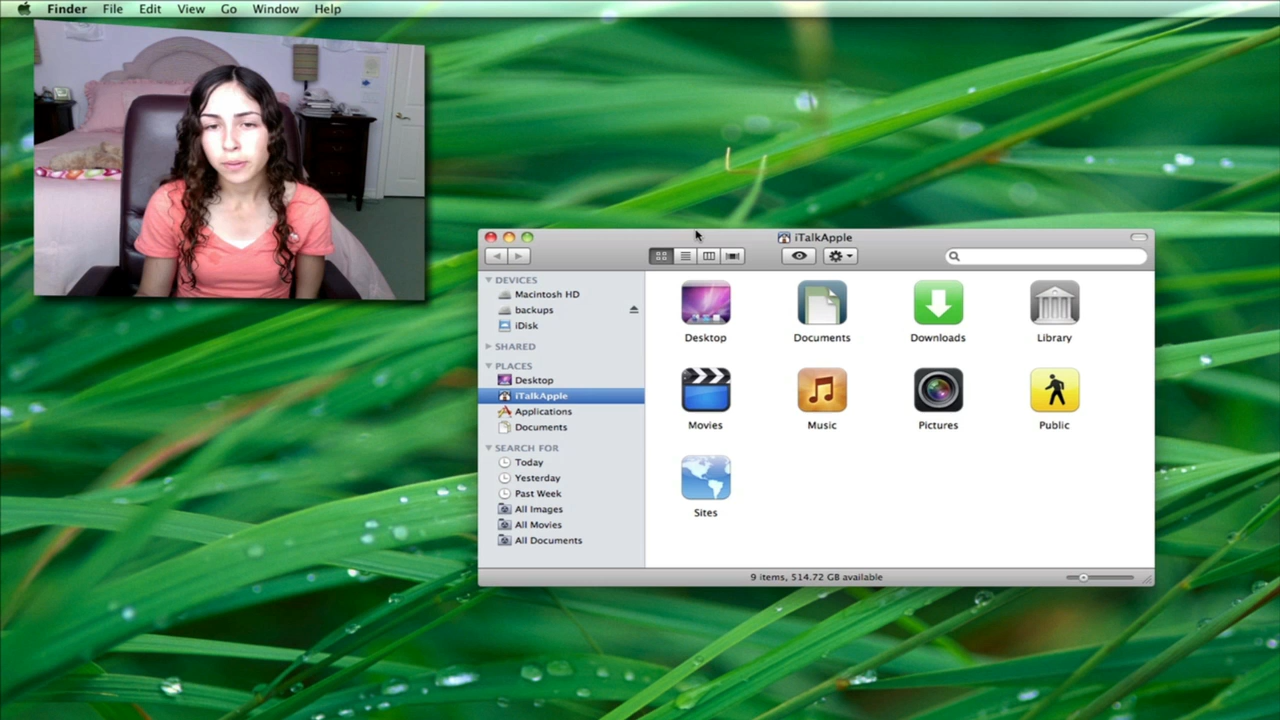 Finder File Edit View Go Window Help
iTalkApple
DEVICES
Macintosh HD
backups
iDisk
SHARED
PLACES
Desktop
iTalkApple
Applications
Documents
SEARCH FOR
Today
Yesterday
Past Week
All Images
All Movies
All Documents
Desktop Documents Downloads Library
Movies Music Pictures Public
Sites
9 items, 514.72 GB available